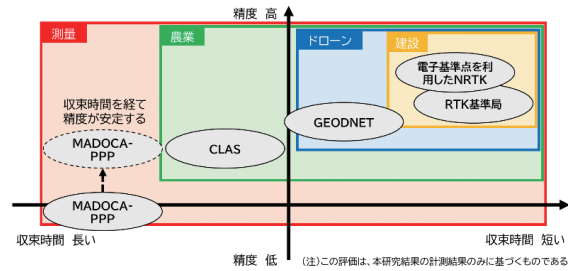 精度 高
測量
農業
ドローン
建設
電子基準点を利
用したNRTK
RTK基準局
収束時間を経て
精度が安定する
MADOCA-
PPP
CLAS
GEODNET
MADOCA-
PPP
収束時間 長い
収束時間 短い
精度 低
（注）この評価は、本研究結果の計測結果のみに基づくものである